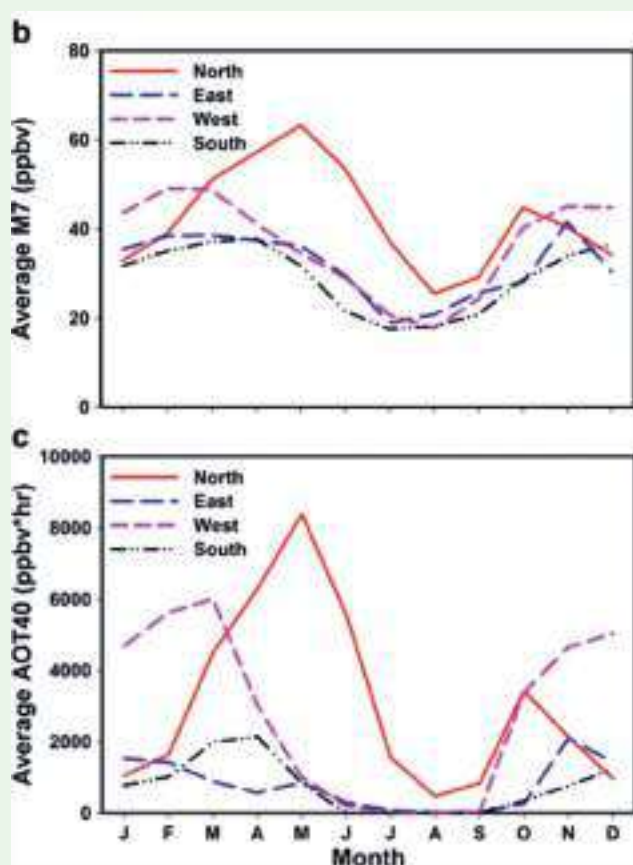 b
80
60
40
20
0
Average M7 (ppbv)
North
East
West
South
c
10000
8000
6000
4000
2000
0
Average AOT40 (ppbv*hr)
North
East
West
South
J F M A M J J A S O N D
Month